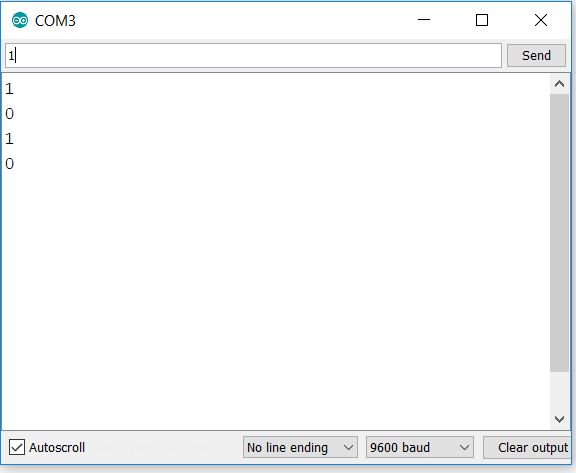 COM3
1
Send
1
0
1
0
Autoscroll No line ending 9600 baud Clear output